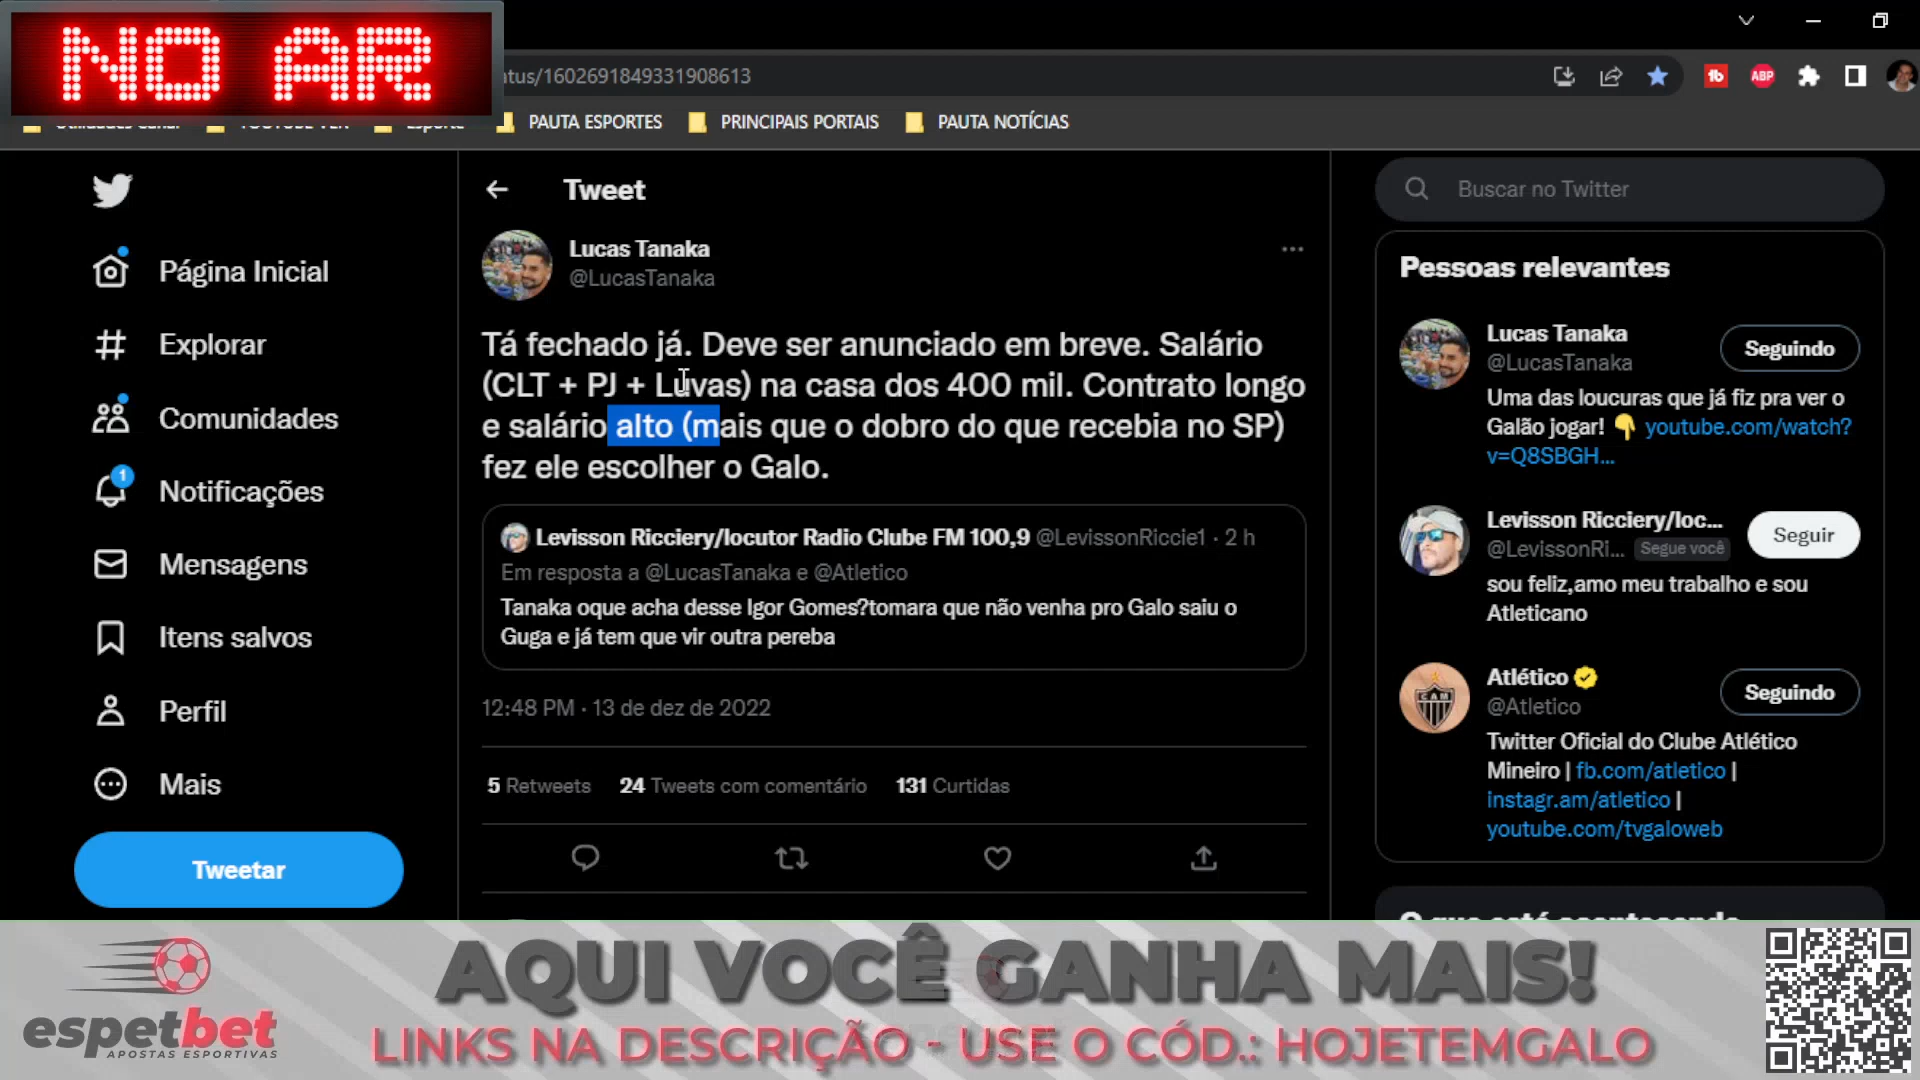 NO AR
tus/1602691849331908613
PAUTA ESPORTES
PRINCIPAIS PORTAIS
PAUTA NOTÍCIAS
Tweet
Buscar no Twitter
Página Inicial
Explorar
Comunidades
1
Notificações
Mensagens
Itens salvos
Perfil
Mais
Tweetar
Lucas Tanaka
@LucasTanaka
Tá fechado já. Deve ser anunciado em breve. Salário
(CLT + PJ + Luvas) na casa dos 400 mil. Contrato longo
e salário alto (mais que o dobro do que recebia no SP)
fez ele escolher o Galo.
Levisson Ricciery/locutor Radio Clube FM 100,9 @LevissonRiccie1 · 2 h
Em resposta a @LucasTanaka e @Atletico
Tanaka oque acha desse Igor Gomes?tomara que não venha pro Galo saiu o
Guga e já tem que vir outra pereba
12:48 PM · 13 de dez de 2022
5 Retweets 24 Tweets com comentário 131 Curtidas
Pessoas relevantes
Lucas Tanaka
@LucasTanaka
Seguindo
Uma das loucuras que já fiz pra ver o
Galão jogar! 👇 youtube.com/watch?
v=Q8SBGH...
Levisson Ricciery/loc...
@LevissonRi... Segue você
Seguir
sou feliz,amo meu trabalho e sou
Atleticano
Atlético
@Atletico
Seguindo
Twitter Oficial do Clube Atlético
Mineiro | fb.com/atletico |
instagr.am/atletico |
youtube.com/tvgaloweb
CAM
ABP
espetbet
APOSTAS ESPORTIVAS
AQUI VOCÊ GANHA MAIS!
LINKS NA DESCRIÇÃO - USE O CÓD.: HOJETEMGALO